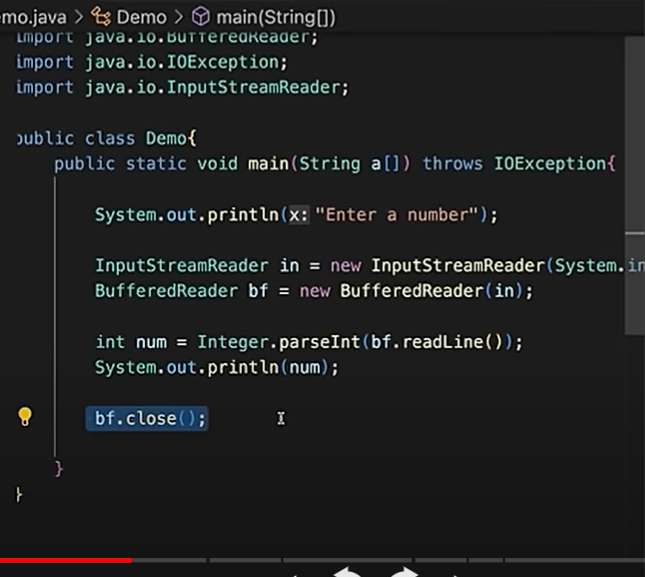 mo.java > Demo > main(String[])
import java.io.BufferedReader;
import java.io.IOException;
import java.io.InputStreamReader;
public class Demo{
public static void main(String a[]) throws IOException{
System.out.println(x: "Enter a number");
InputStreamReader in = new InputStreamReader(System.in
BufferedReader bf = new BufferedReader(in);
int num = Integer.parseInt(bf.readLine());
System.out.println(num);
bf.close();
}
}